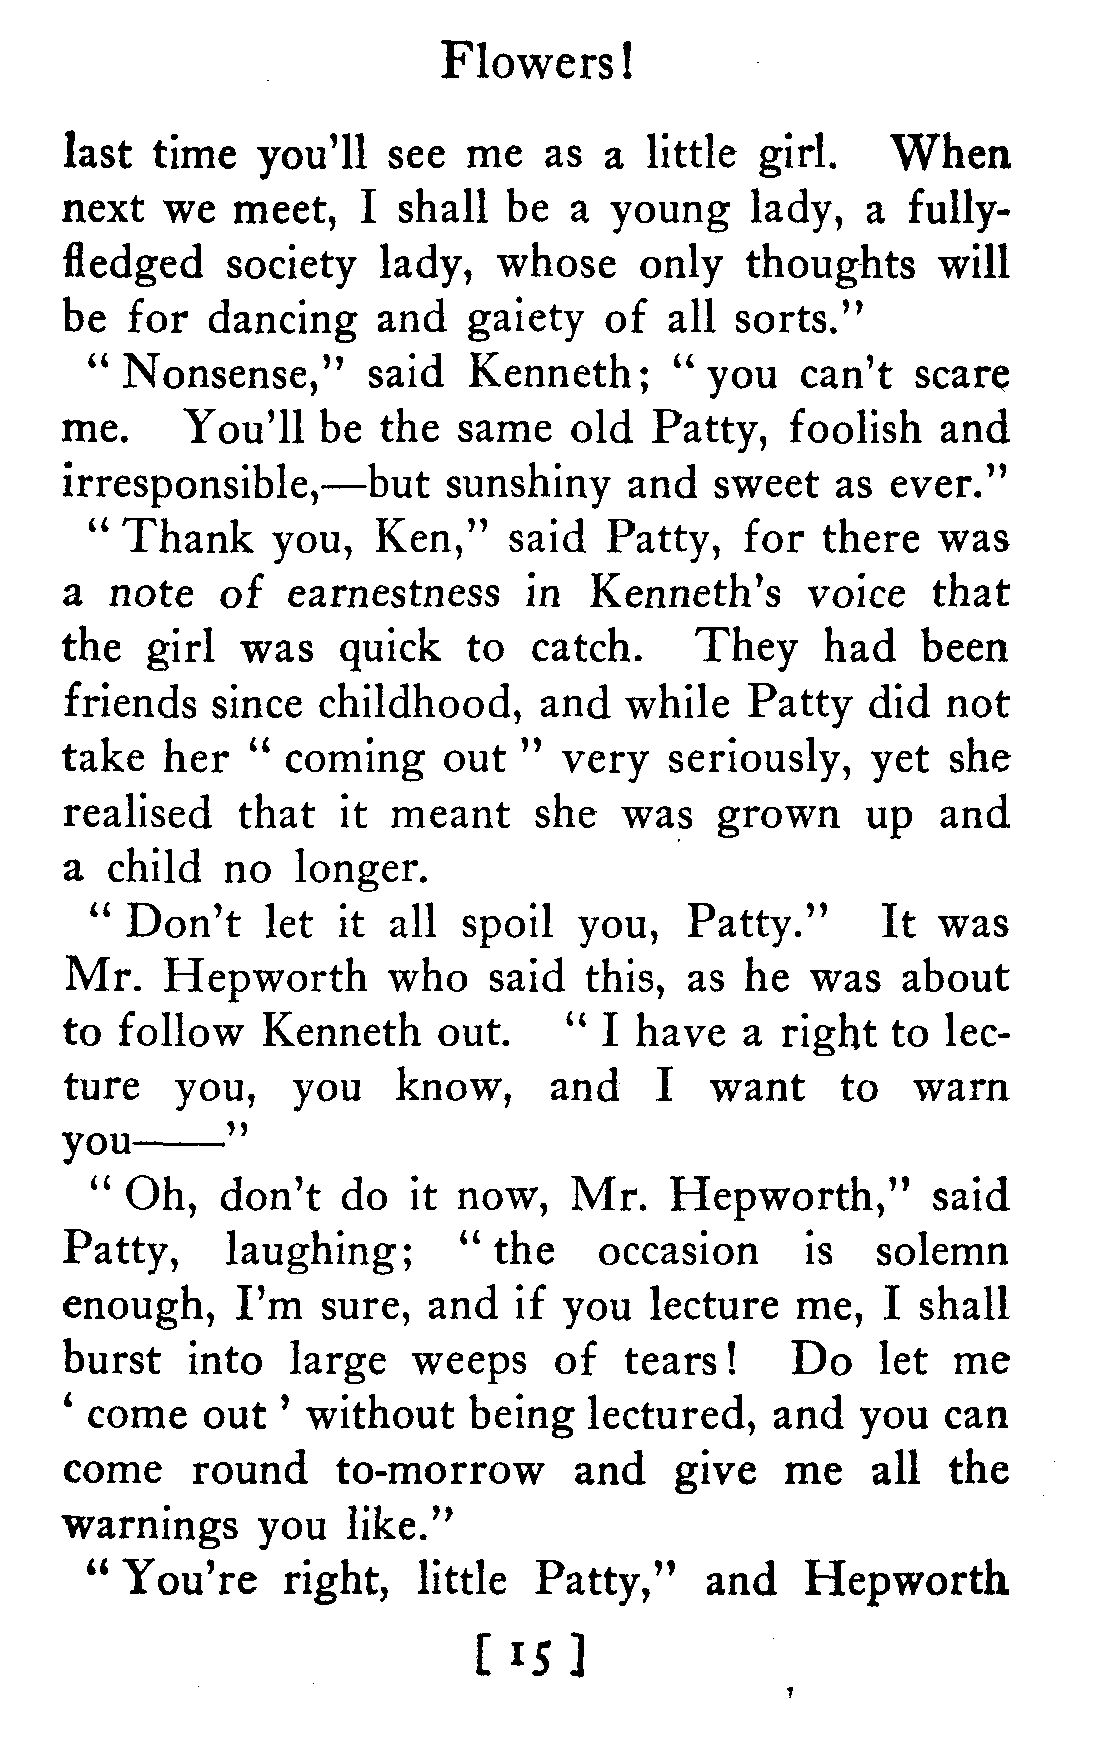 Flowers!
last time you'll see me as a little girl. When
next we meet, I shall be a young lady, a fully-
fledged society lady, whose only thoughts will
be for dancing and gaiety of all sorts."
"Nonsense," said Kenneth; "you can't scare
me. You'll be the same old Patty, foolish and
irresponsible,—but sunshiny and sweet as ever."
"Thank you, Ken," said Patty, for there was
a note of earnestness in Kenneth's voice that
the girl was quick to catch. They had been
friends since childhood, and while Patty did not
take her "coming out" very seriously, yet she
realised that it meant she was grown up and
a child no longer.
"Don't let it all spoil you, Patty." It was
Mr. Hepworth who said this, as he was about
to follow Kenneth out. "I have a right to lec-
ture you, you know, and I want to warn
you——"
"Oh, don't do it now, Mr. Hepworth," said
Patty, laughing; "the occasion is solemn
enough, I'm sure, and if you lecture me, I shall
burst into large weeps of tears! Do let me
'come out' without being lectured, and you can
come round to-morrow and give me all the
warnings you like."
"You're right, little Patty," and Hepworth
[15]